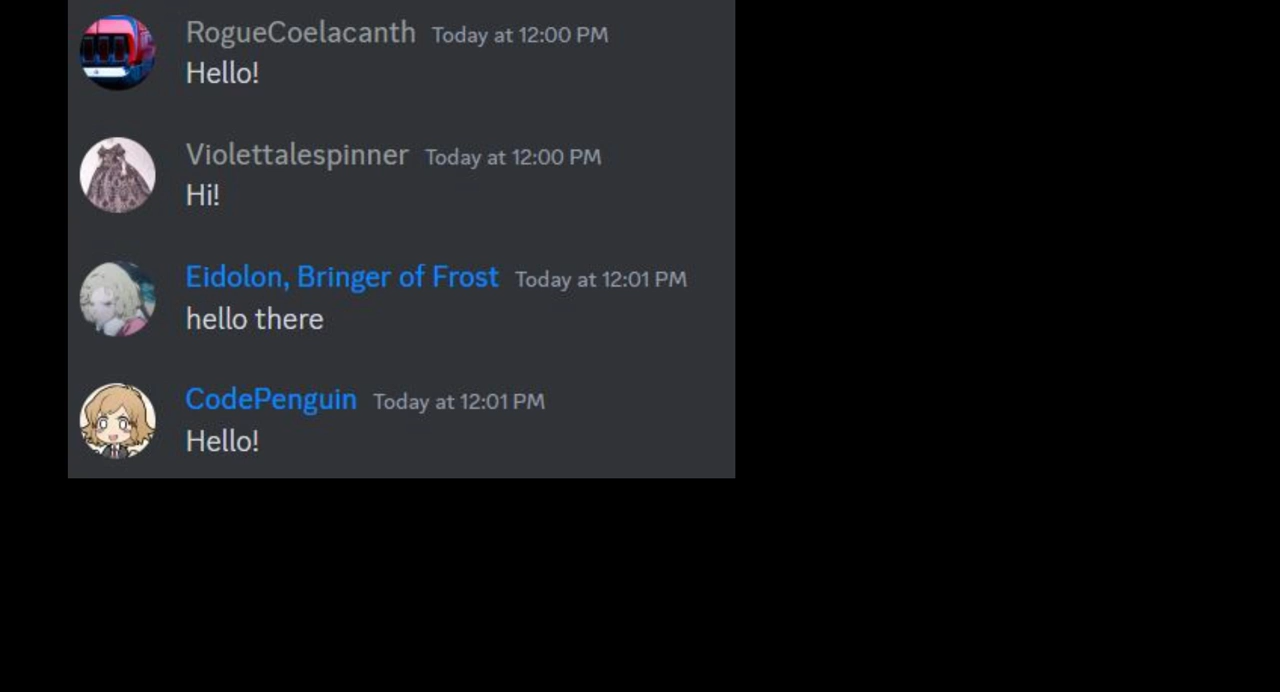 RogueCoelacanth Today at 12:00 PM
Hello!
Violettalespinner Today at 12:00 PM
Hi!
Eidolon, Bringer of Frost Today at 12:01 PM
hello there
CodePenguin Today at 12:01 PM
Hello!